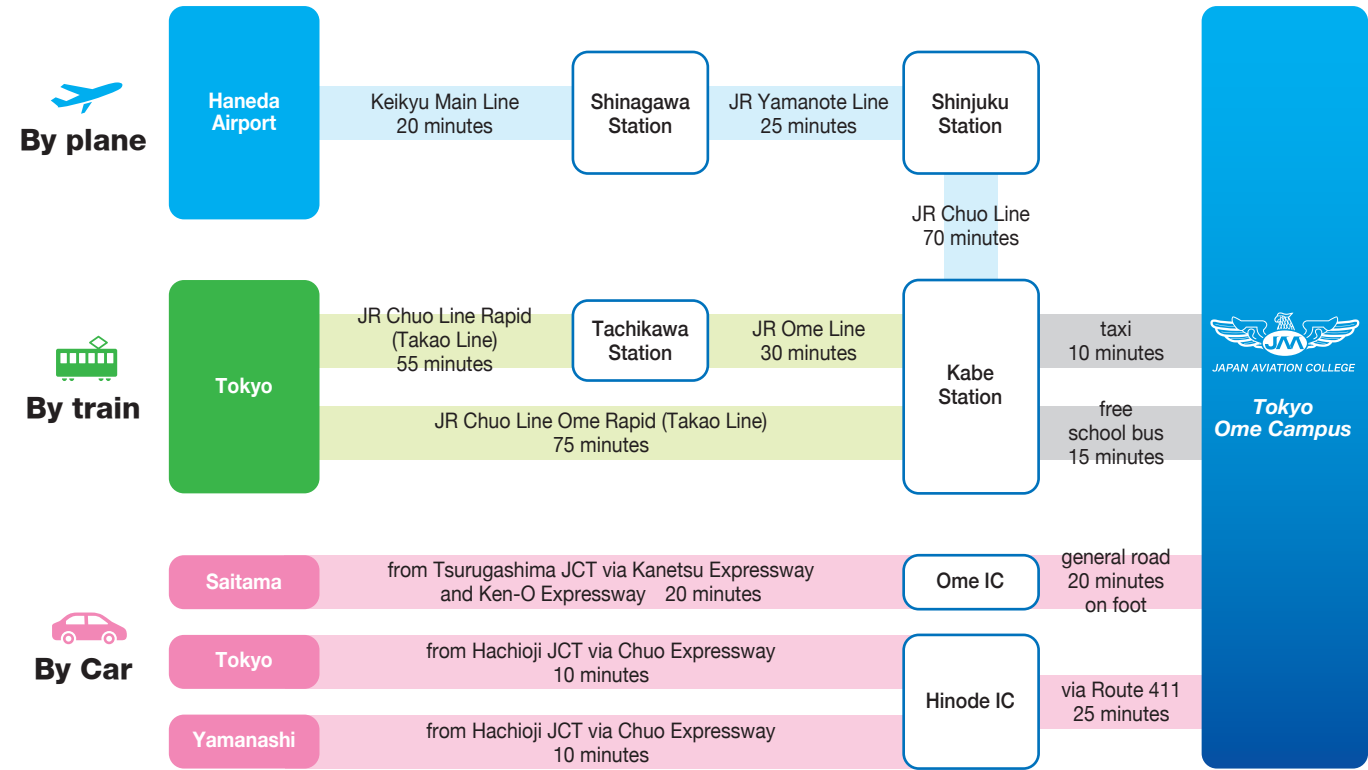 By plane
Haneda
Airport
Keikyu Main Line
20 minutes
Shinagawa
Station
JR Yamanote Line
25 minutes
Shinjuku
Station
JR Chuo Line
70 minutes
By train
Tokyo
JR Chuo Line Rapid
(Takao Line)
55 minutes
Tachikawa
Station
JR Ome Line
30 minutes
JR Chuo Line Ome Rapid (Takao Line)
75 minutes
Kabe
Station
taxi
10 minutes
free
school bus
15 minutes
JAPAN AVIATION COLLEGE
Tokyo
Ome Campus
By Car
Saitama
from Tsurugashima JCT via Kanetsu Expressway
and Ken-O Expressway 20 minutes
Ome IC
general road
20 minutes
on foot
Tokyo
from Hachioji JCT via Chuo Expressway
10 minutes
Yamanashi
from Hachioji JCT via Chuo Expressway
10 minutes
Hinode IC
via Route 411
25 minutes